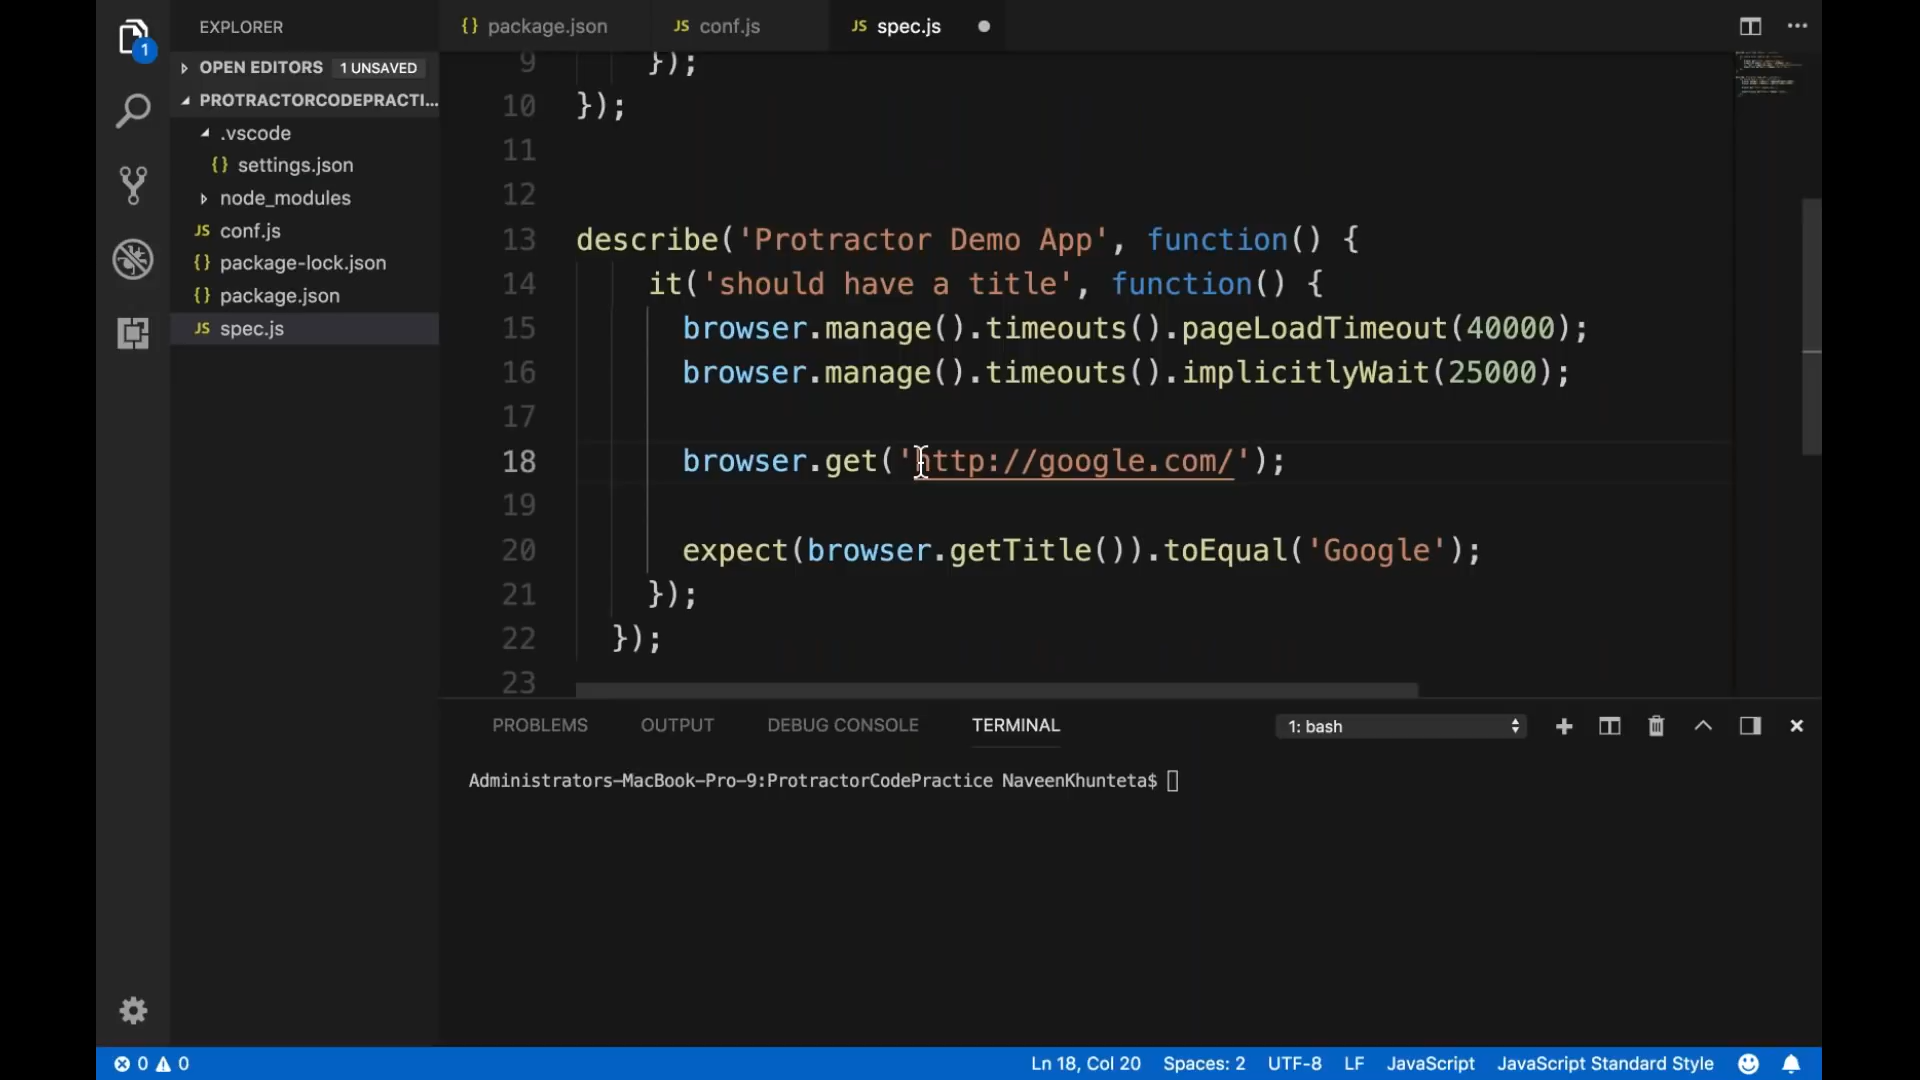 1
EXPLORER
OPEN EDITORS 1 UNSAVED
PROTRACTORCODEPRACTI...
.vscode
{} settings.json
node_modules
JS conf.js
{} package-lock.json
{} package.json
JS spec.js
{} package.json JS conf.js JS spec.js
9 });
10 });
11
12
13 describe('Protractor Demo App', function() {
14 it('should have a title', function() {
15 browser.manage().timeouts().pageLoadTimeout(40000);
16 browser.manage().timeouts().implicitlyWait(25000);
17
18 browser.get('http://google.com/');
19
20 expect(browser.getTitle()).toEqual('Google');
21 });
22 });
23
PROBLEMS OUTPUT DEBUG CONSOLE TERMINAL 1: bash
Administrators-MacBook-Pro-9:ProtractorCodePractice NaveenKhunteta$
0 0 Ln 18, Col 20 Spaces: 2 UTF-8 LF JavaScript JavaScript Standard Style